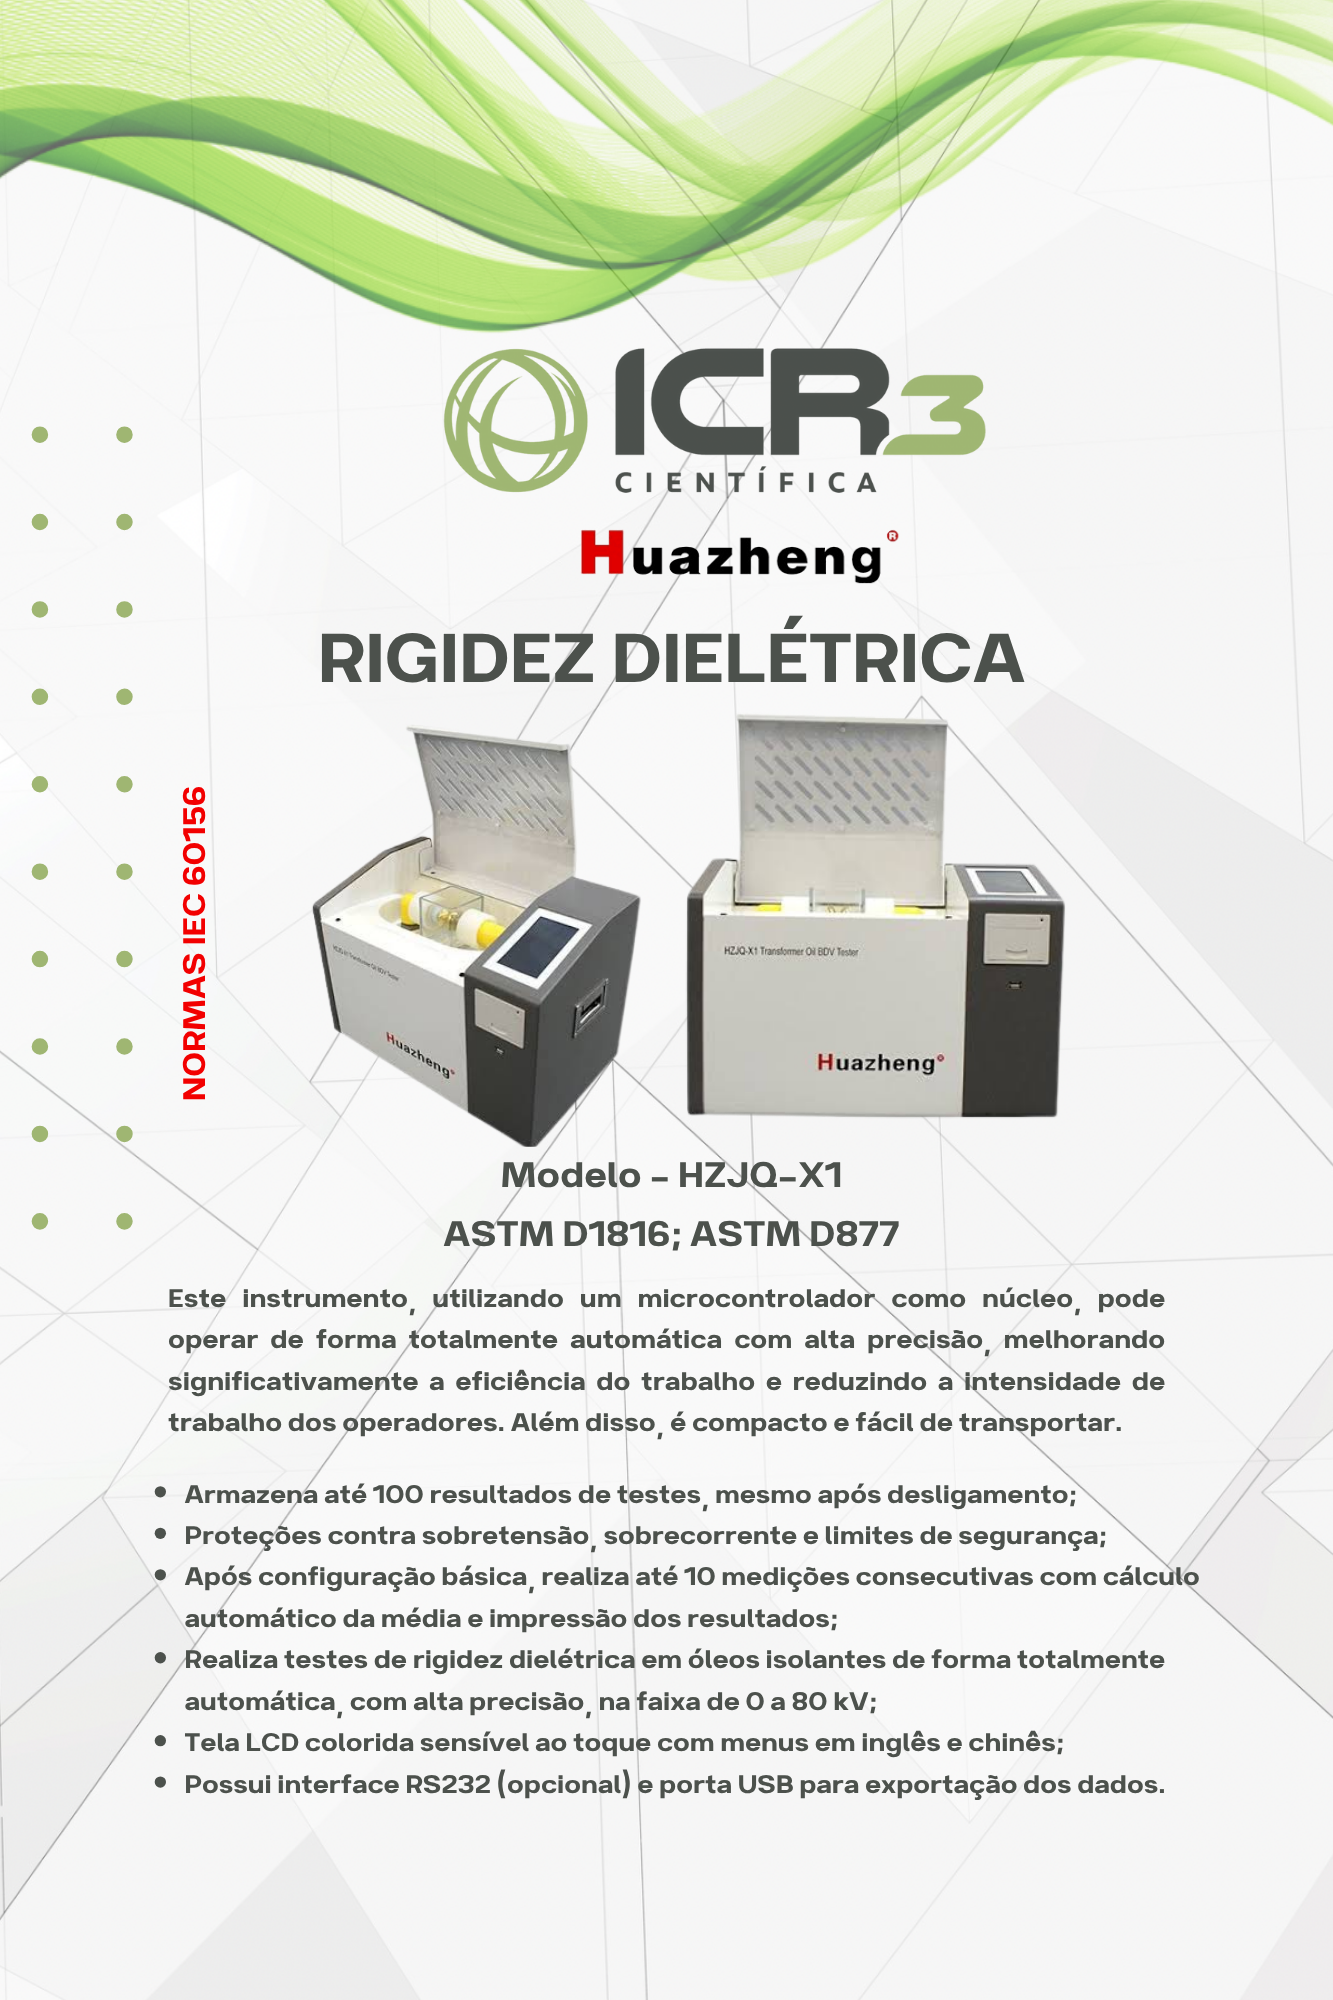 ICR3
CIENTÍFICA
Huazheng®
RIGIDEZ DIELÉTRICA
NORMAS IEC 60156
HZJQ-X1 Transformer Oil BDV Tester
Huazheng®
HZJQ-X1 Transformer Oil BDV Tester
Huazheng®
Modelo - HZJQ-X1
ASTM D1816; ASTM D877
Este instrumento, utilizando um microcontrolador como núcleo, pode
operar de forma totalmente automática com alta precisão, melhorando
significativamente a eficiência do trabalho e reduzindo a intensidade de
trabalho dos operadores. Além disso, é compacto e fácil de transportar.
• Armazena até 100 resultados de testes, mesmo após desligamento;
• Proteções contra sobretensão, sobrecorrente e limites de segurança;
• Após configuração básica, realiza até 10 medições consecutivas com cálculo
automático da média e impressão dos resultados;
• Realiza testes de rigidez dielétrica em óleos isolantes de forma totalmente
automática, com alta precisão, na faixa de 0 a 80 kV;
• Tela LCD colorida sensível ao toque com menus em inglês e chinês;
• Possui interface RS232 (opcional) e porta USB para exportação dos dados.